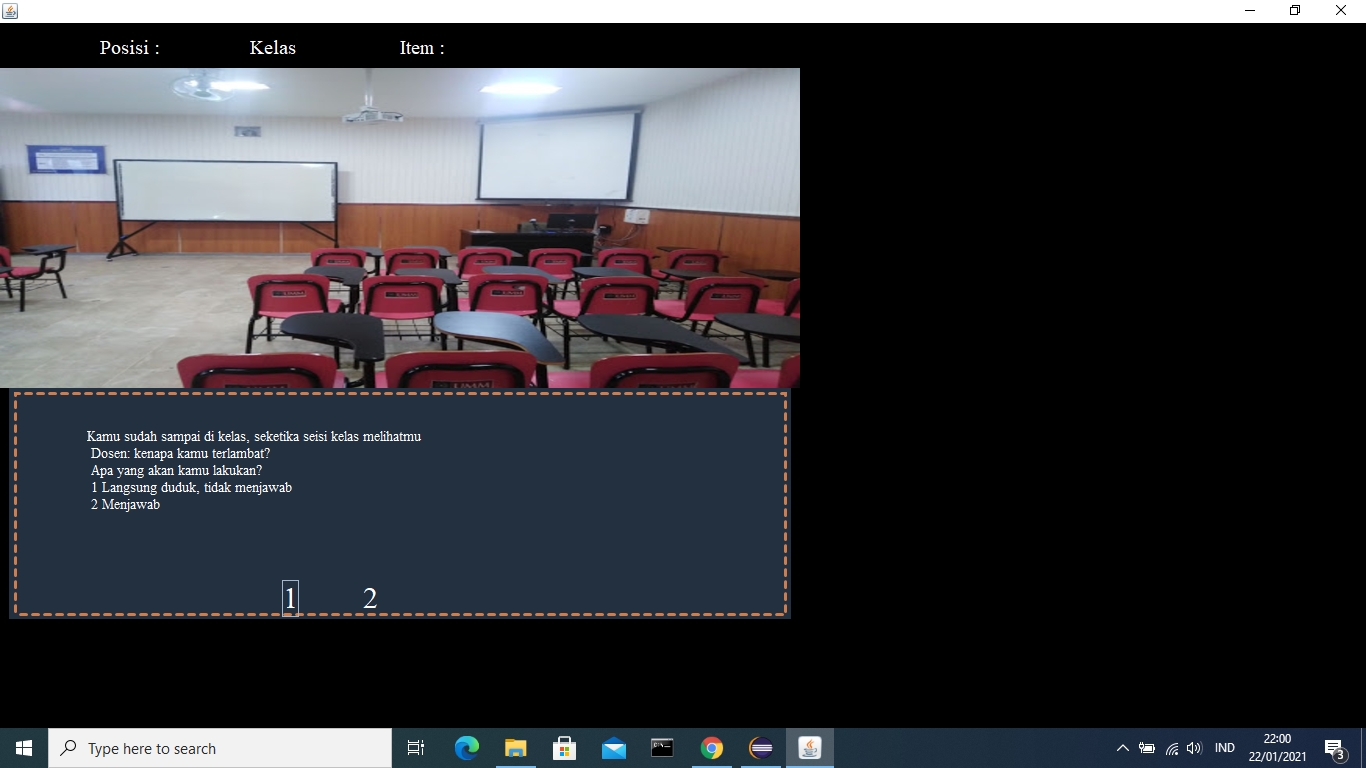 Posisi : Kelas Item :
UMM
UMM
Kamu sudah sampai di kelas, seketika seisi kelas melihatmu
Dosen: kenapa kamu terlambat?
Apa yang akan kamu lakukan?
1 Langsung duduk, tidak menjawab
2 Menjawab
1 2
Type here to search
IND
22:00
22/01/2021
3